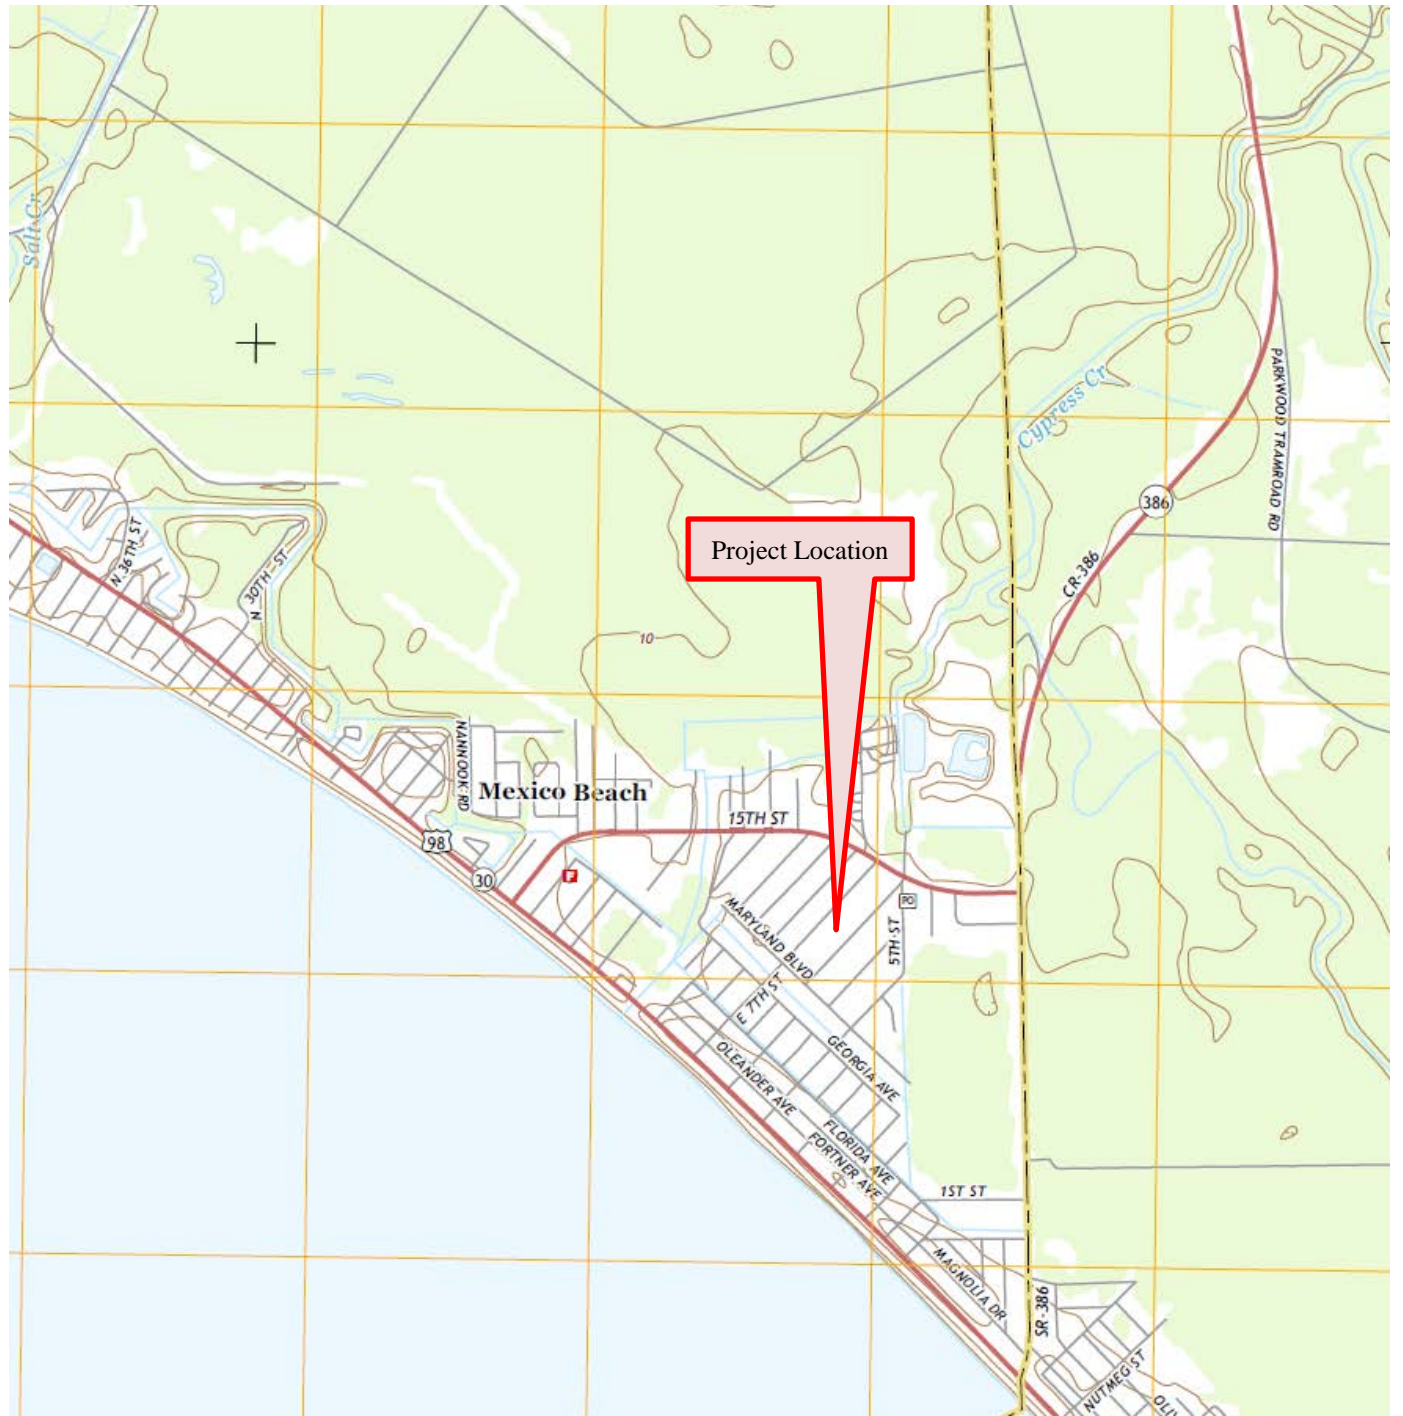 Salt Cr
Cypress Cr
PARKWOOD TRAMROAD RD
386
CR-386
N 36TH ST
N 30TH ST
Project Location
10
NANNOOK RD
Mexico Beach
15TH ST
98
30
PO
5TH ST
MARYLAND BLVD
E 7TH ST
GEORGIA AVE
OLEANDER AVE
FLORIDA AVE
FORTNER AVE
1ST ST
MAGNOLIA DR
SR-386
NUTMEG ST